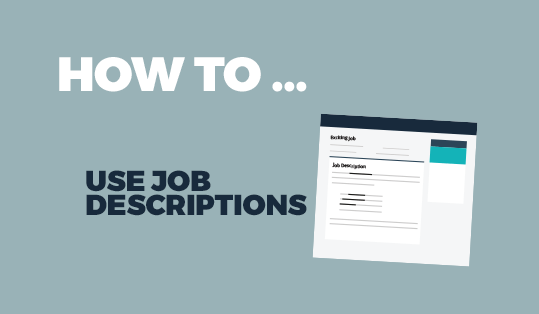 HOW TO ...
USE JOB
DESCRIPTIONS
Exciting Job
Job Description